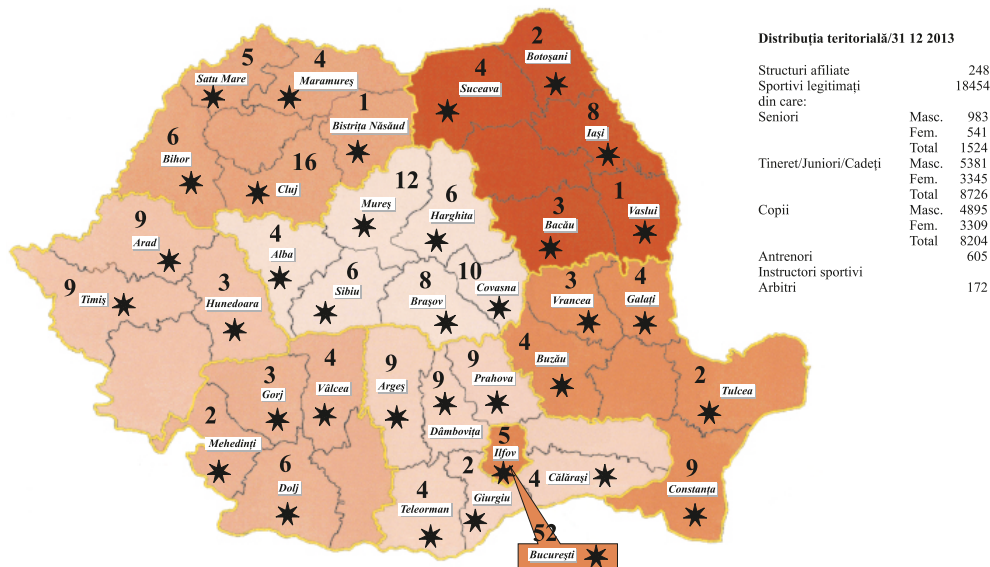 2
Botoșani
5
Satu Mare
4
Maramureș
4
Suceava
1
Bistrița Năsăud
8
Iași
6
Bihor
16
Cluj
12
Mureș
6
Harghita
3
Bacău
1
Vaslui
9
Arad
4
Alba
9
Timiș
3
Hunedoara
6
Sibiu
8
Brașov
10
Covasna
3
Vrancea
4
Galați
4
Buzău
2
Tulcea
3
Gorj
4
Vâlcea
9
Argeș
9
Dâmbovița
9
Prahova
2
Mehedinți
6
Dolj
5
Ilfov
4
Teleorman
2
Giurgiu
4
Călărași
9
Constanța
52
București
Distribuția teritorială/31 12 2013
Structuri afiliate 248
Sportivi legitimați 18454
din care:
Seniori Masc. 983
Fem. 541
Total 1524
Tineret/Juniori/Cadeți Masc. 5381
Fem. 3345
Total 8726
Copii Masc. 4895
Fem. 3309
Total 8204
Antrenori 605
Instructori sportivi
Arbitri 172